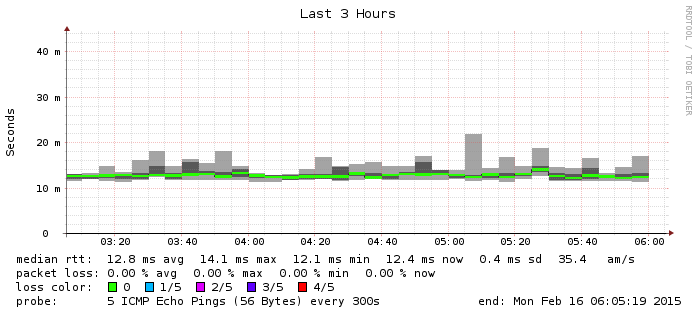 Last 3 Hours
RRDTOOL / TOBI OETIKER
Seconds
40 m
30 m
20 m
10 m
0
03:20 03:40 04:00 04:20 04:40 05:00 05:20 05:40 06:00
median rtt: 12.8 ms avg 14.1 ms max 12.1 ms min 12.4 ms now 0.4 ms sd 35.4 am/s
packet loss: 0.00 % avg 0.00 % max 0.00 % min 0.00 % now
loss color: 0 1/5 2/5 3/5 4/5
probe: 5 ICMP Echo Pings (56 Bytes) every 300s end: Mon Feb 16 06:05:19 2015